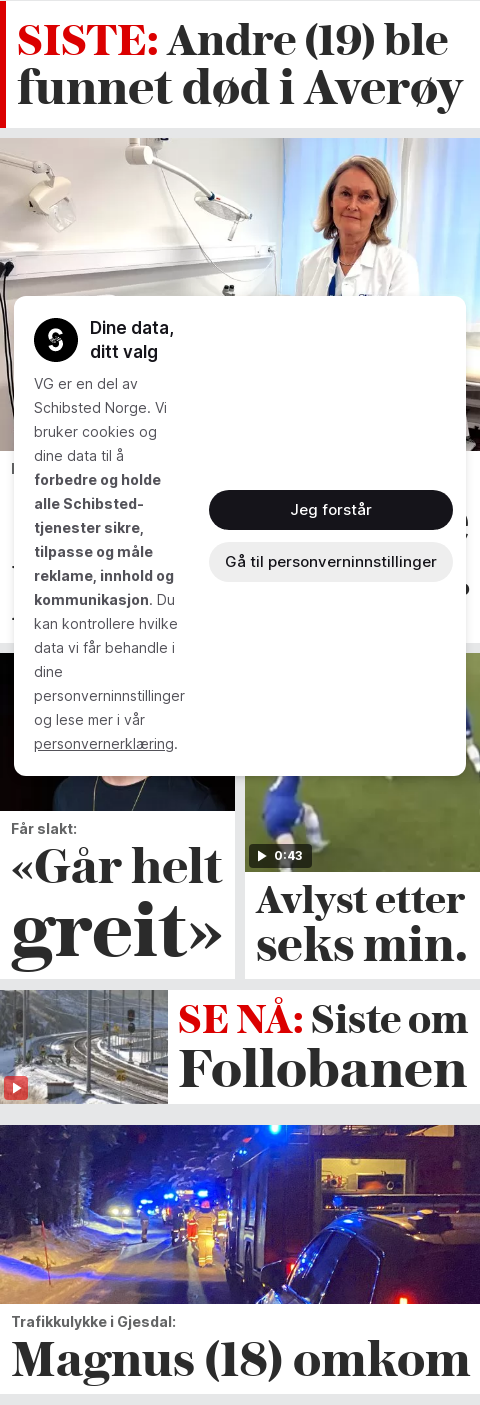 SISTE: Andre (19) ble
funnet død i Averøy
Dine data,
ditt valg
VG er en del av
Schibsted Norge. Vi
bruker cookies og
dine data til å
forbedre og holde
alle Schibsted-
tjenester sikre,
tilpasse og måle
reklame, innhold og
kommunikasjon. Du
kan kontrollere hvilke
data vi får behandle i
dine
personverninnstillinger
og lese mer i vår
personvernerklæring.
Jeg forstår
Gå til personverninnstillinger
Får slakt:
«Går helt
greit»
0:43
Avlyst etter
seks min.
SE NÅ: Siste om
Follobanen
Trafikkulykke i Gjesdal:
Magnus (18) omkom